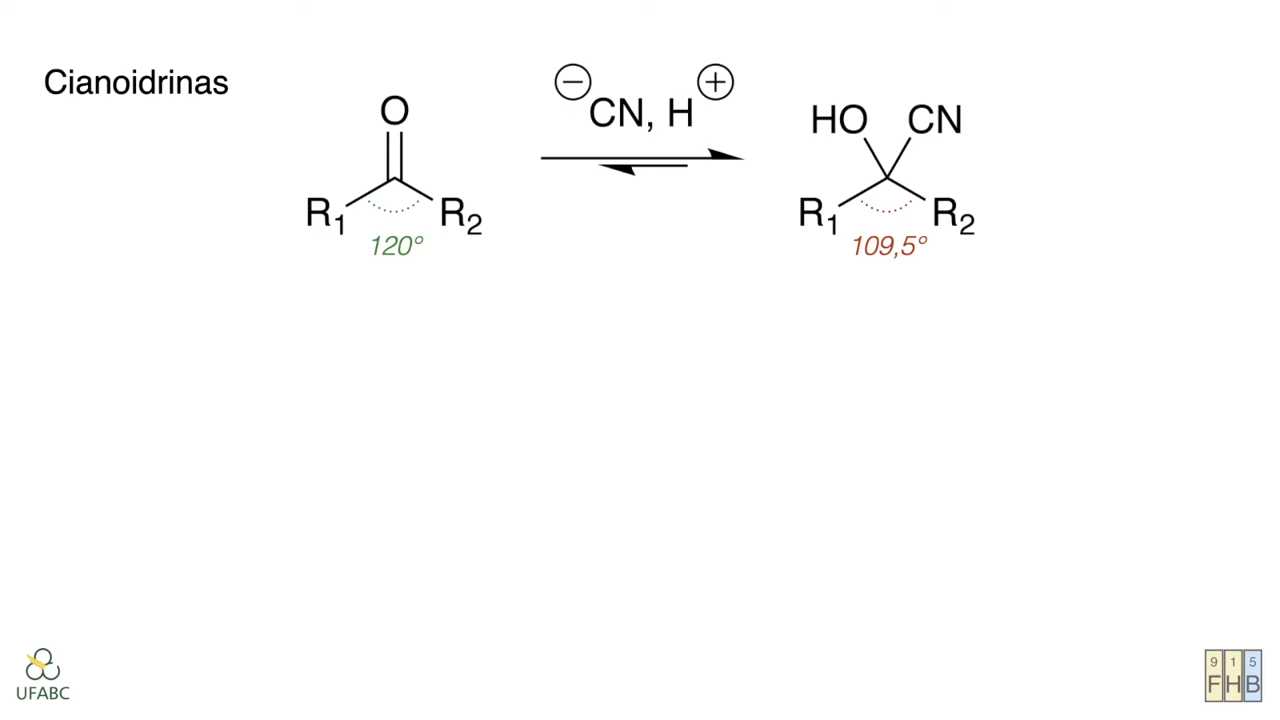 Cianoidrinas
O
⊖CN, H⊕
HO CN
R1 R2
R1 R2
120°
109,5°
UFABC
9 1 5
F H B